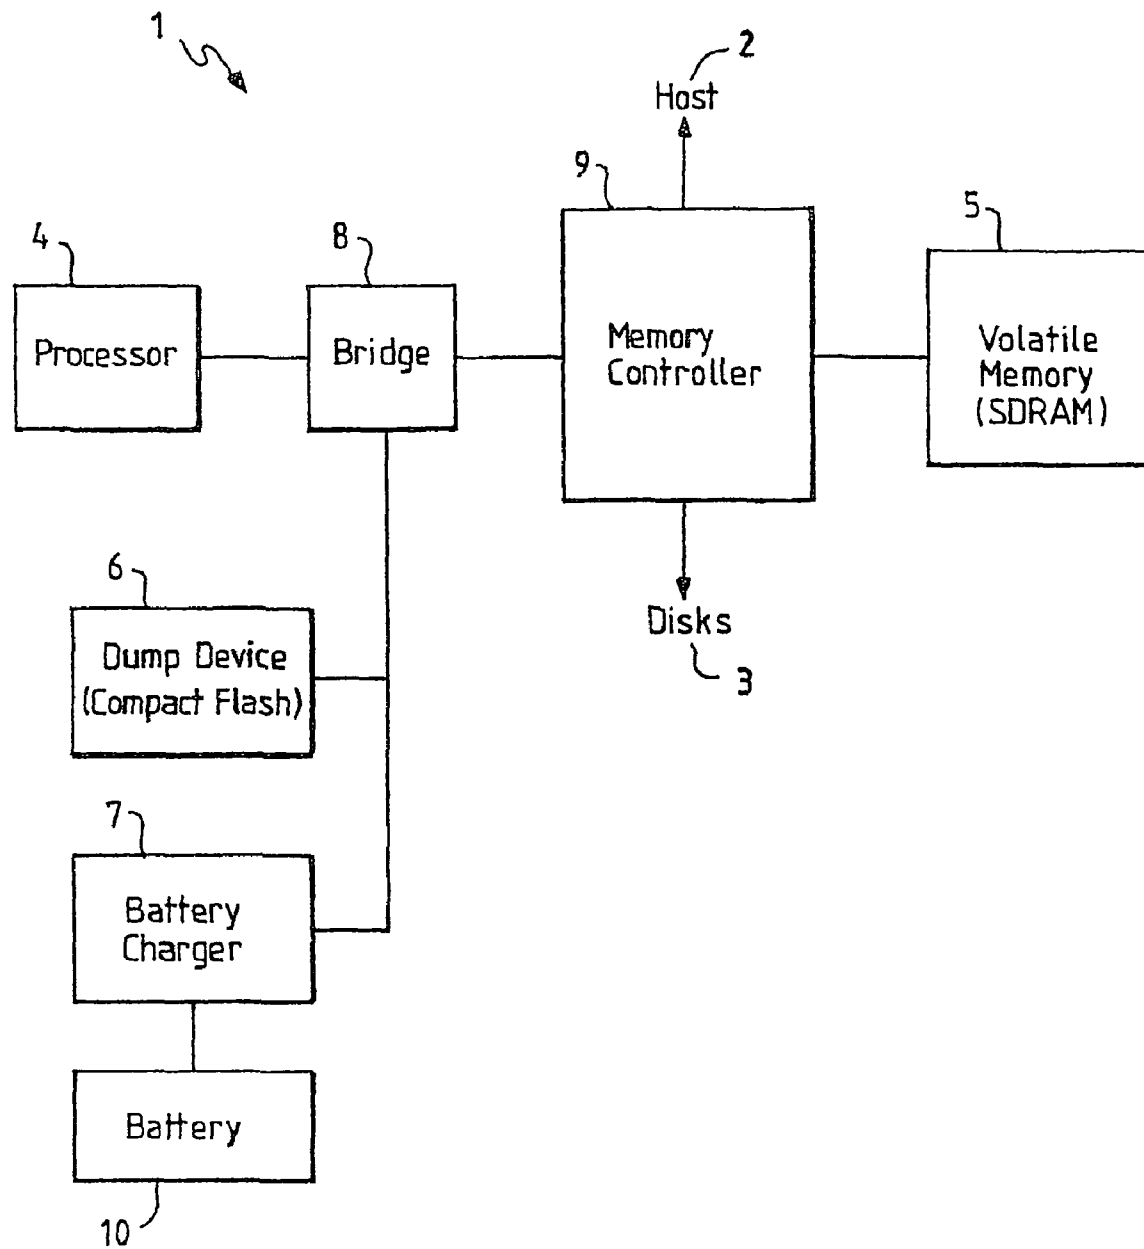 1
2
Host
9
5
4
8
Processor
Bridge
Memory
Controller
Volatile
Memory
(SDRAM)
6
Dump Device
(Compact Flash)
Disks
3
7
Battery
Charger
Battery
10